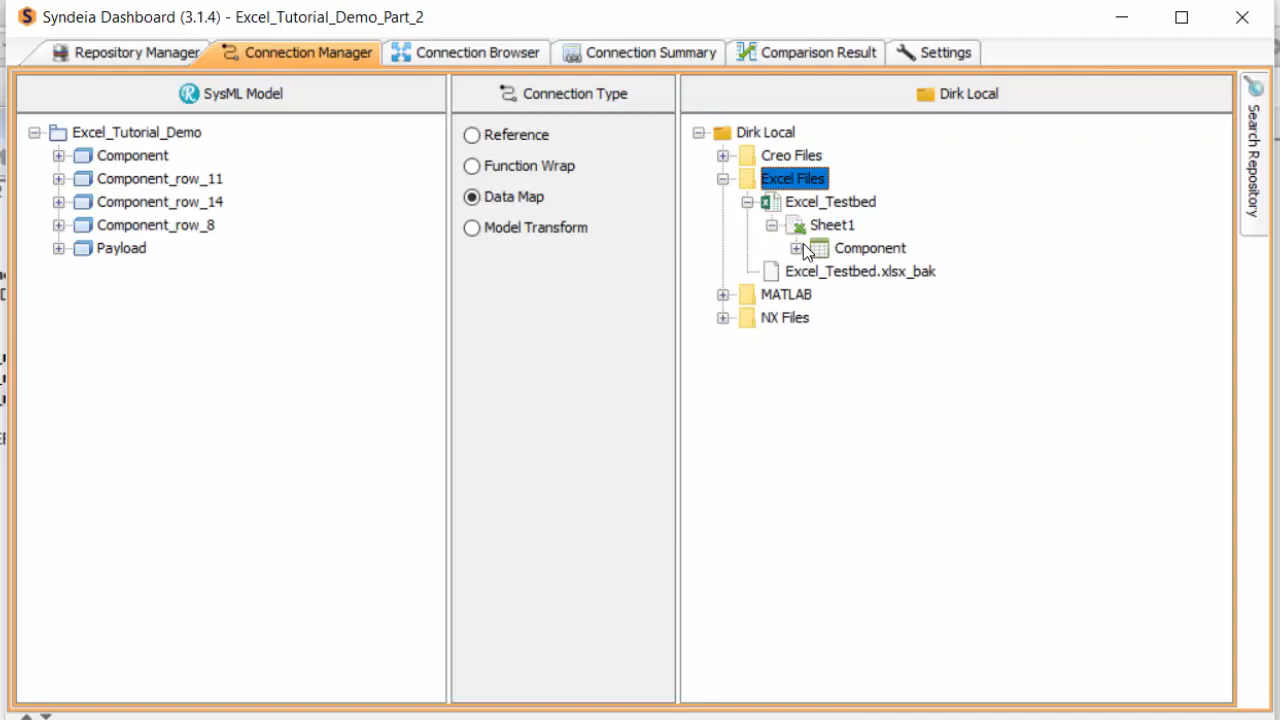 Syndeia Dashboard (3.1.4) - Excel_Tutorial_Demo_Part_2
Repository Manager Connection Manager Connection Browser Connection Summary Comparison Result Settings
SysML Model
Excel_Tutorial_Demo
Component
Component_row_11
Component_row_14
Component_row_8
Payload
Connection Type
Reference
Function Wrap
Data Map
Model Transform
Dirk Local
Dirk Local
Creo Files
Excel Files
Excel_Testbed
Sheet1
Component
Excel_Testbed.xlsx_bak
MATLAB
NX Files
Search Repository